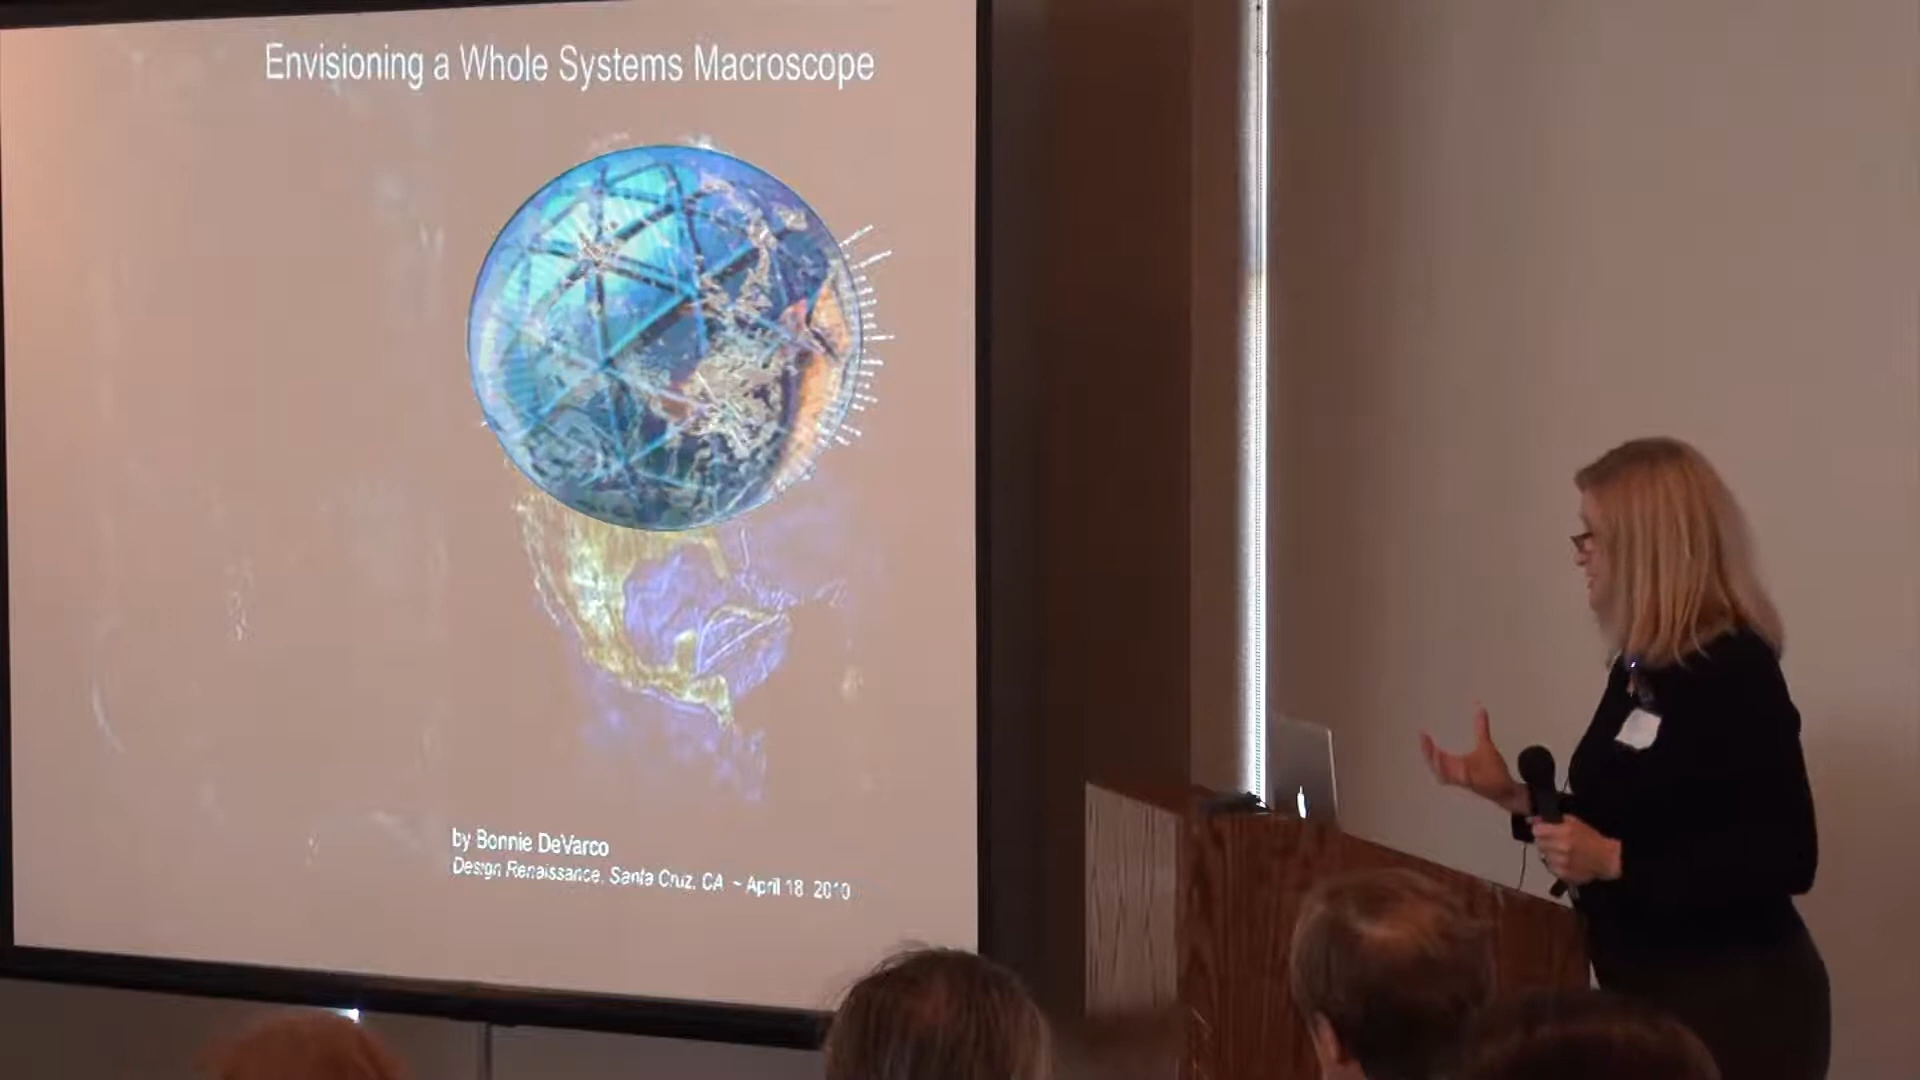 Envisioning a Whole Systems Macroscope
by Bonnie DeVarco
Design Renaissance, Santa Cruz, CA ~ April 18 2010